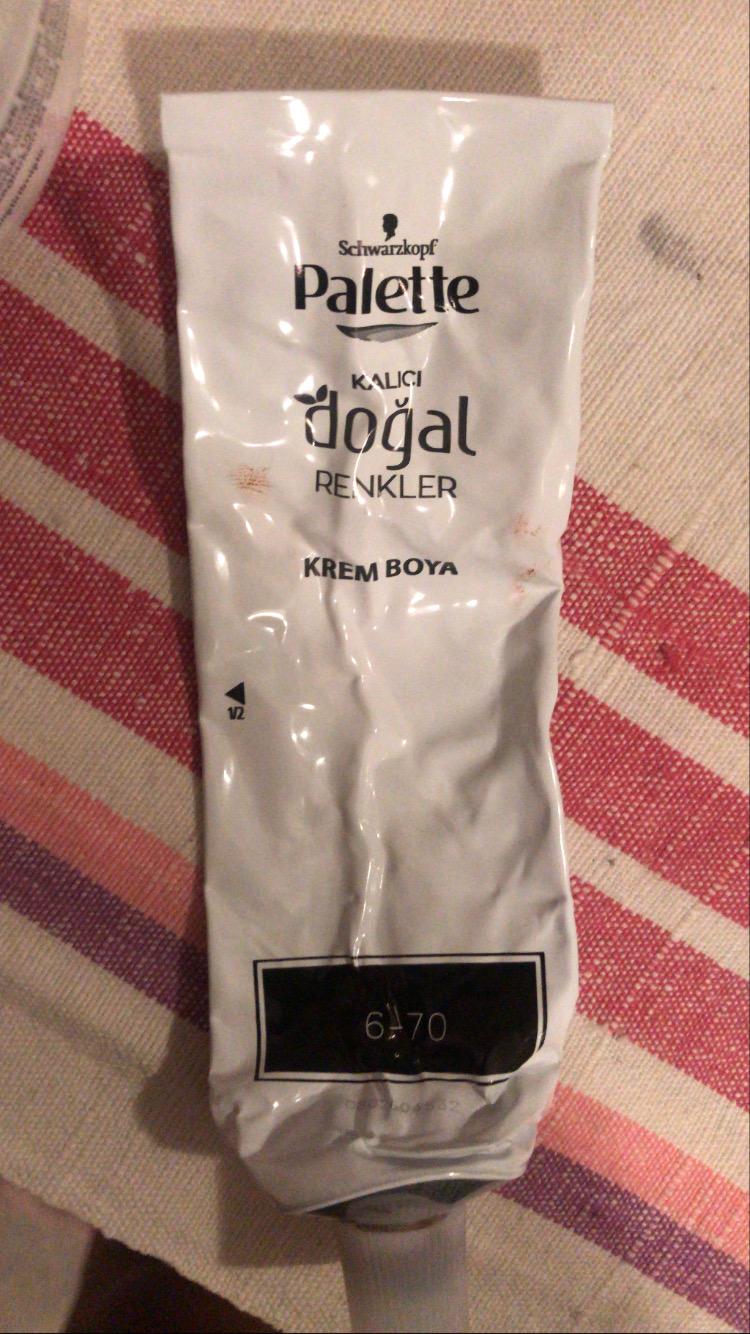 Schwarzkopf
Palette
KALICI
doğal
RENKLER
KREM BOYA
1/2
6-70